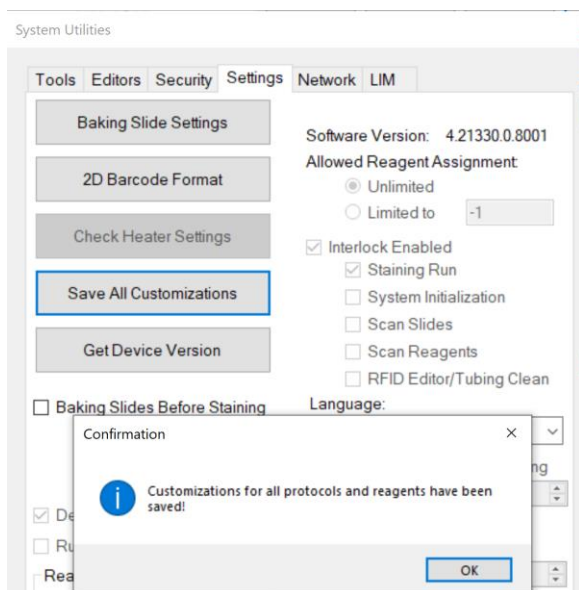 System Utilities
Tools Editors Security Settings Network LIM
Baking Slide Settings
2D Barcode Format
Check Heater Settings
Save All Customizations
Get Device Version
Baking Slides Before Staining
Software Version: 4.21330.0.8001
Allowed Reagent Assignment:
Unlimited
Limited to -1
Interlock Enabled
Staining Run
System Initialization
Scan Slides
Scan Reagents
RFID Editor/Tubing Clean
Language:
Confirmation
Customizations for all protocols and reagents have been
saved!
OK